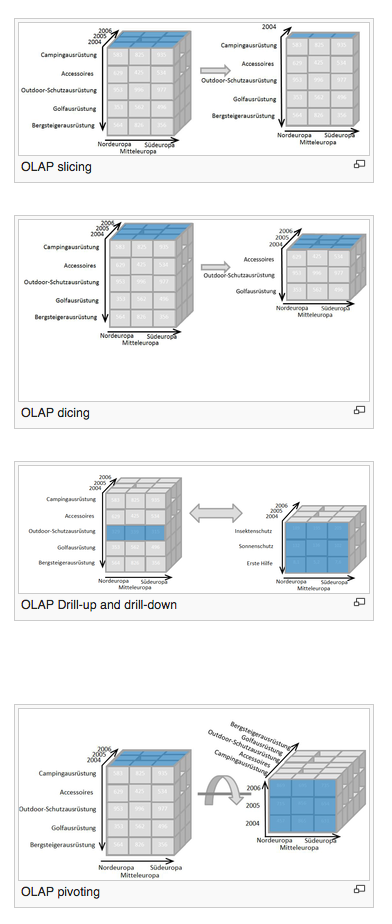 2006
2005
2004
Campingausrüstung
Accessoires
Outdoor-Schutzausrüstung
Golfausrüstung
Bergsteigerausrüstung
Nordeuropa Südeuropa
Mitteleuropa
2004
Campingausrüstung
Accessoires
Outdoor-Schutzausrüstung
Golfausrüstung
Bergsteigerausrüstung
Nordeuropa Südeuropa
Mitteleuropa
OLAP slicing
2006
2005
2004
Campingausrüstung
Accessoires
Outdoor-Schutzausrüstung
Golfausrüstung
Bergsteigerausrüstung
Nordeuropa Südeuropa
Mitteleuropa
2006
2005
2004
Accessoires
Outdoor-Schutzausrüstung
Golfausrüstung
Nordeuropa Südeuropa
Mitteleuropa
OLAP dicing
2006
2005
2004
Campingausrüstung
Accessoires
Outdoor-Schutzausrüstung
Golfausrüstung
Bergsteigerausrüstung
Nordeuropa Südeuropa
Mitteleuropa
2006
2005
2004
Insektenschutz
Sonnenschutz
Erste Hilfe
Nordeuropa Südeuropa
Mitteleuropa
OLAP Drill-up and drill-down
2006
2005
2004
Campingausrüstung
Accessoires
Outdoor-Schutzausrüstung
Golfausrüstung
Bergsteigerausrüstung
Nordeuropa Südeuropa
Mitteleuropa
Bergsteigerausrüstung
Golfausrüstung
Outdoor-Schutzausrüstung
Accessoires
Campingausrüstung
2006
2005
2004
Nordeuropa Südeuropa
Mitteleuropa
OLAP pivoting